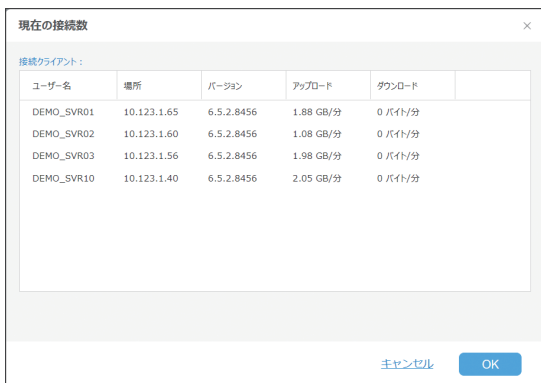 現在の接続数 ×
接続クライアント：
ユーザー名 場所 バージョン アップロード ダウンロード
DEMO_SVR01 10.123.1.65 6.5.2.8456 1.88 GB/分 0 バイト/分
DEMO_SVR02 10.123.1.60 6.5.2.8456 1.08 GB/分 0 バイト/分
DEMO_SVR03 10.123.1.56 6.5.2.8456 1.98 GB/分 0 バイト/分
DEMO_SVR10 10.123.1.40 6.5.2.8456 2.05 GB/分 0 バイト/分
キャンセル OK